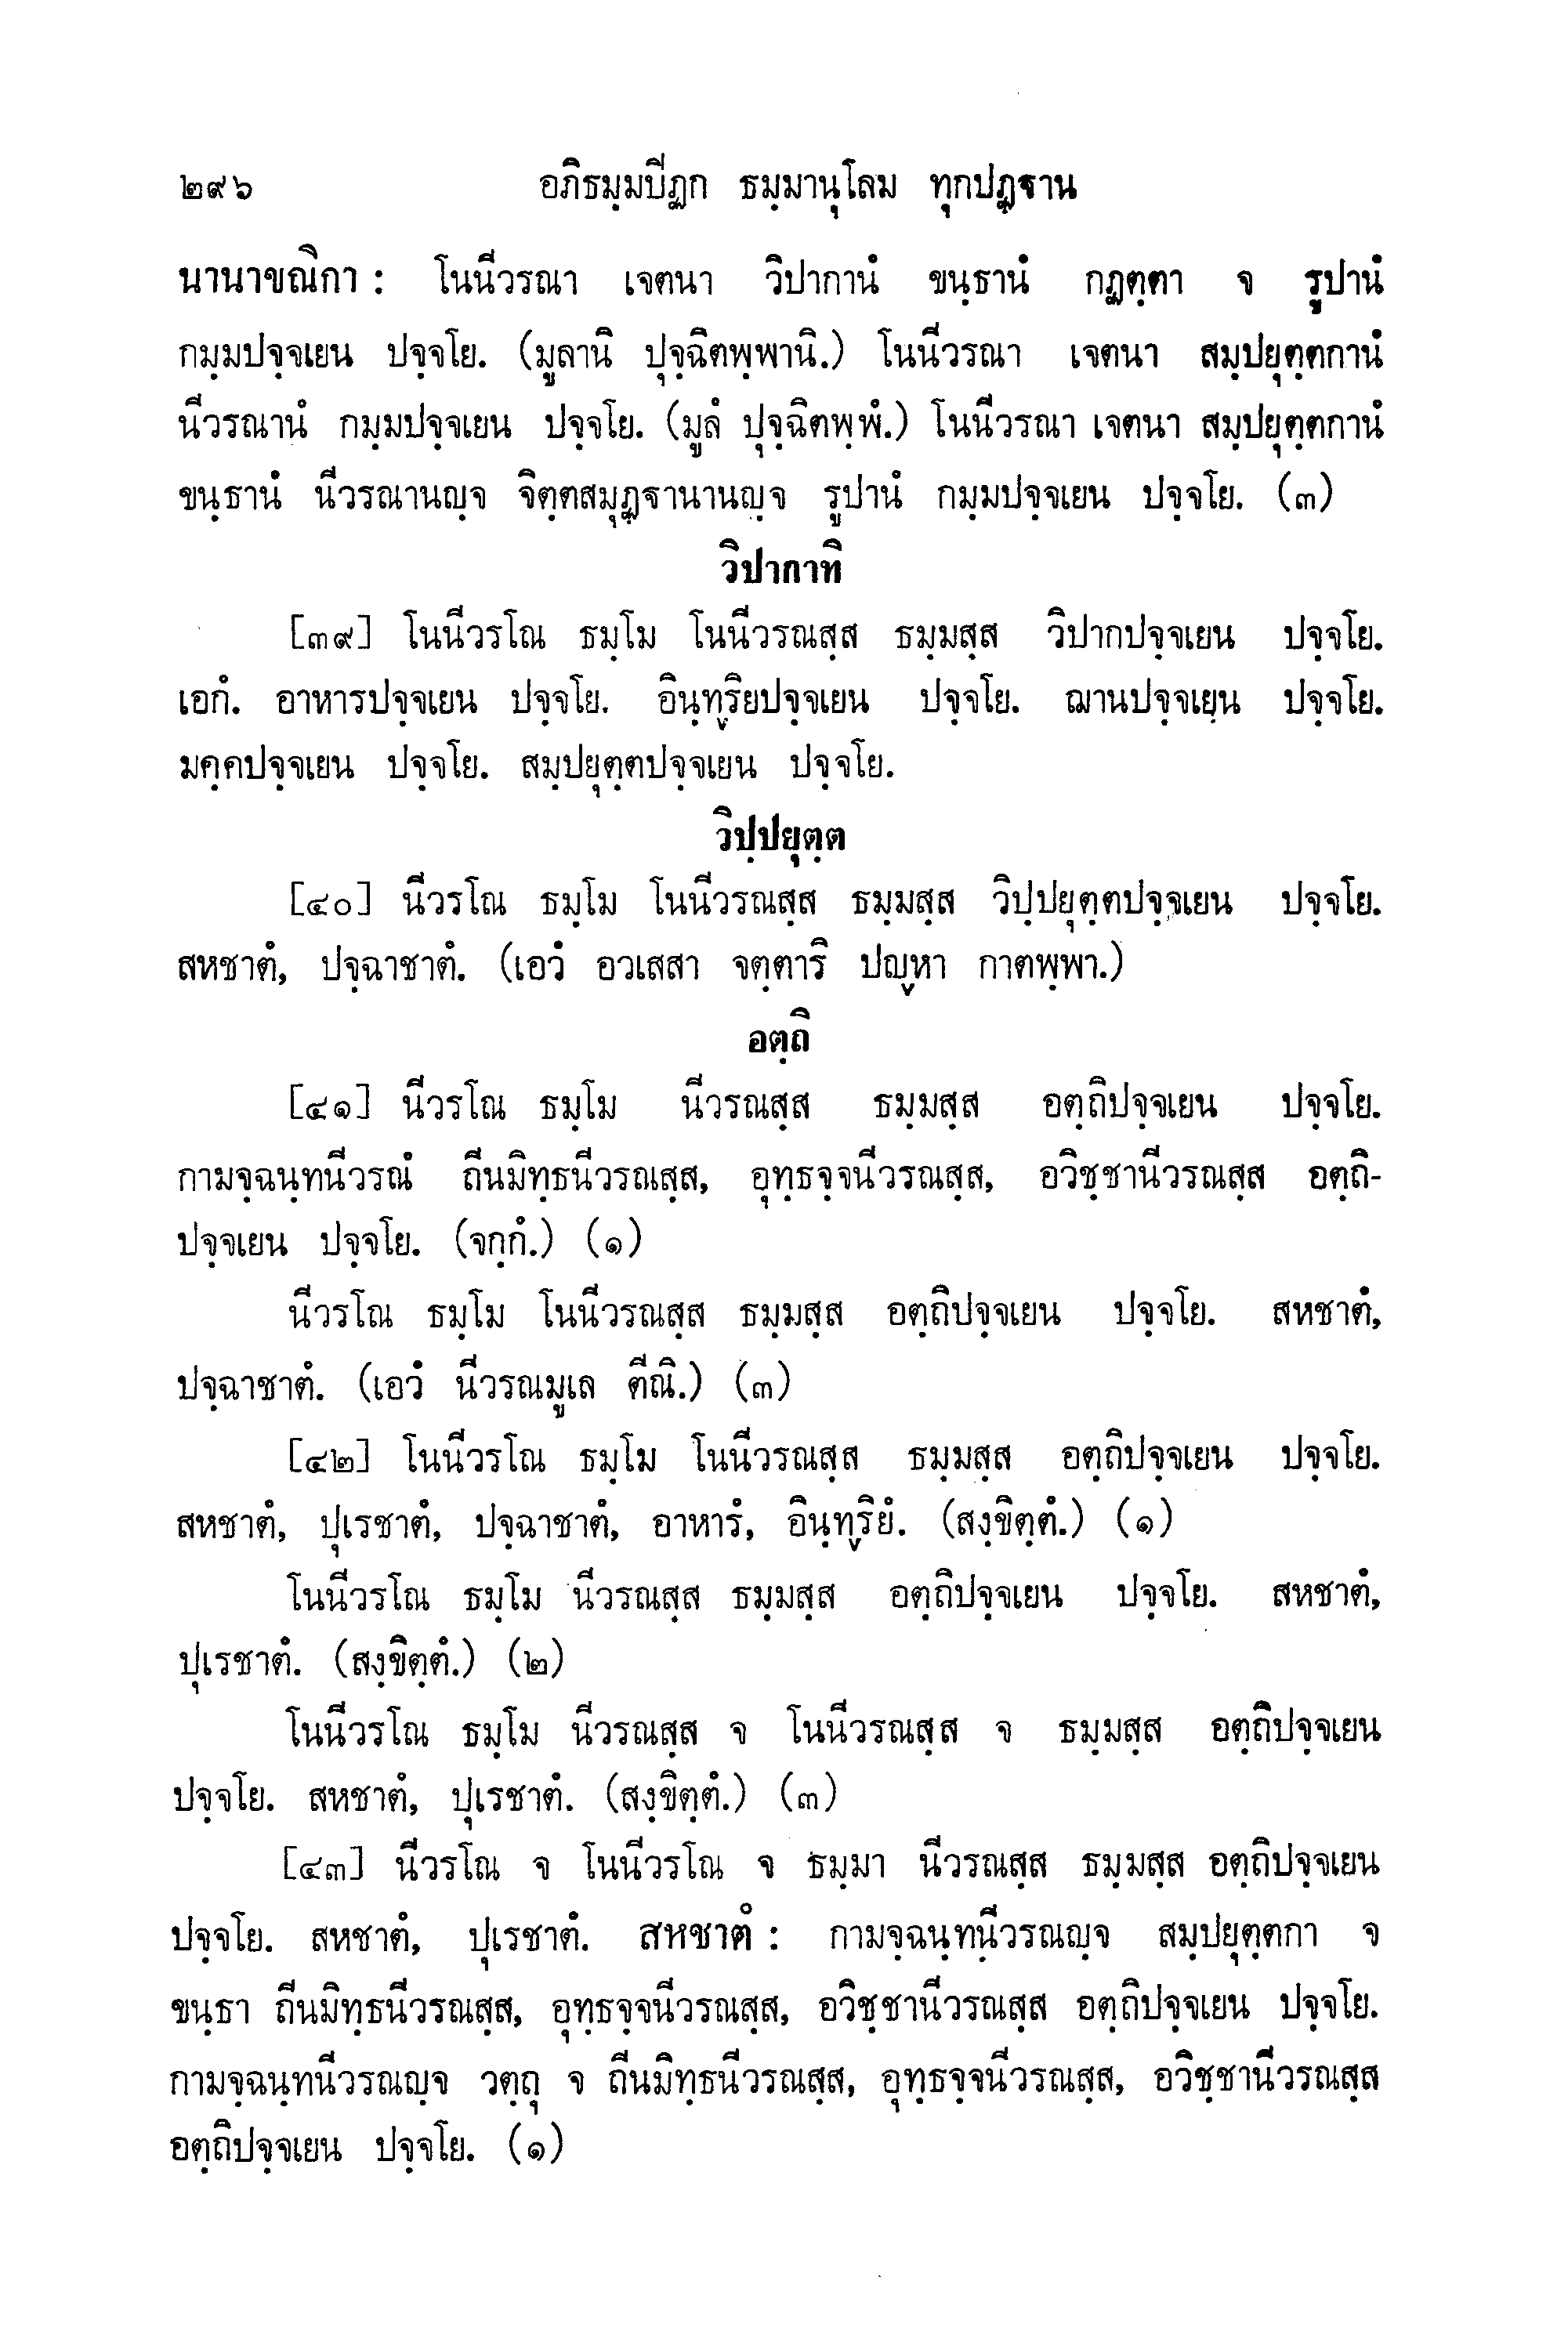 ๒๙๖ อภิธมฺมปีฏก ธมฺมานุโลม ทุกปฏฺฐาน
นานาขณิกา : โนนีวรณา เจตนา วิปากานํ ขนฺธานํ กฏตฺตา จ รูปานํ
กมฺมปจฺจเยน ปจฺจโย. (มูลานิ ปุจฺฉิตพฺพานิ.) โนนีวรณา เจตนา สมฺปยุตฺตกานํ
นีวรณานํ กมฺมปจฺจเยน ปจฺจโย. (มูลํ ปุจฺฉิตพฺพํ.) โนนีวรณา เจตนา สมฺปยุตฺตกานํ
ขนฺธานํ นีวรณานญฺจ จิตฺตสมุฏฺฐานานญฺจ รูปานํ กมฺมปจฺจเยน ปจฺจโย. (๓)
วิปากาทิ
[๓๙] โนนีวรโณ ธมฺโม โนนีวรณสฺส ธมฺมสฺส วิปากปจฺจเยน ปจฺจโย.
เอกํ. อาหารปจฺจเยน ปจฺจโย. อินฺทฺริยปจฺจเยน ปจฺจโย. ฌานปจฺจเยน ปจฺจโย.
มคฺคปจฺจเยน ปจฺจโย. สมฺปยุตฺตปจฺจเยน ปจฺจโย.
วิปฺปยุตฺต
[๔๐] นีวรโณ ธมฺโม โนนีวรณสฺส ธมฺมสฺส วิปฺปยุตฺตปจฺจเยน ปจฺจโย.
สหชาตํ, ปจฺฉาชาตํ. (เอวํ อวเสสา จตฺตาริ ปญฺหา กาตพฺพา.)
อตฺถิ
[๔๑] นีวรโณ ธมฺโม นีวรณสฺส ธมฺมสฺส อตฺถิปจฺจเยน ปจฺจโย.
กามจฺฉนฺทนีวรณํ ถีนมิทฺธนีวรณสฺส, อุทฺธจฺจนีวรณสฺส, อวิชฺชานีวรณสฺส อตฺถิ-
ปจฺจเยน ปจฺจโย. (จกฺกํ.) (๑)
นีวรโณ ธมฺโม โนนีวรณสฺส ธมฺมสฺส อตฺถิปจฺจเยน ปจฺจโย. สหชาตํ,
ปจฺฉาชาตํ. (เอวํ นีวรณมูเล ตีณิ.) (๓)
[๔๒] โนนีวรโณ ธมฺโม โนนีวรณสฺส ธมฺมสฺส อตฺถิปจฺจเยน ปจฺจโย.
สหชาตํ, ปุเรชาตํ, ปจฺฉาชาตํ, อาหารํ, อินฺทฺริยํ. (สงฺขิตฺตํ.) (๑)
โนนีวรโณ ธมฺโม นีวรณสฺส ธมฺมสฺส อตฺถิปจฺจเยน ปจฺจโย. สหชาตํ,
ปุเรชาตํ. (สงฺขิตฺตํ.) (๒)
โนนีวรโณ ธมฺโม นีวรณสฺส จ โนนีวรณสฺส จ ธมฺมสฺส อตฺถิปจฺจเยน
ปจฺจโย. สหชาตํ, ปุเรชาตํ. (สงฺขิตฺตํ.) (๓)
[๔๓] นีวรโณ จ โนนีวรโณ จ ธมฺมา นีวรณสฺส ธมฺมสฺส อตฺถิปจฺจเยน
ปจฺจโย. สหชาตํ, ปุเรชาตํ. สหชาตํ : กามจฺฉนฺทนีวรณญฺจ สมฺปยุตฺตกา จ
ขนฺธา ถีนมิทฺธนีวรณสฺส, อุทฺธจฺจนีวรณสฺส, อวิชฺชานีวรณสฺส อตฺถิปจฺจเยน ปจฺจโย.
กามจฺฉนฺทนีวรณญฺจ วตฺถุ จ ถีนมิทฺธนีวรณสฺส, อุทฺธจฺจนีวรณสฺส, อวิชฺชานีวรณสฺส
อตฺถิปจฺจเยน ปจฺจโย. (๑)